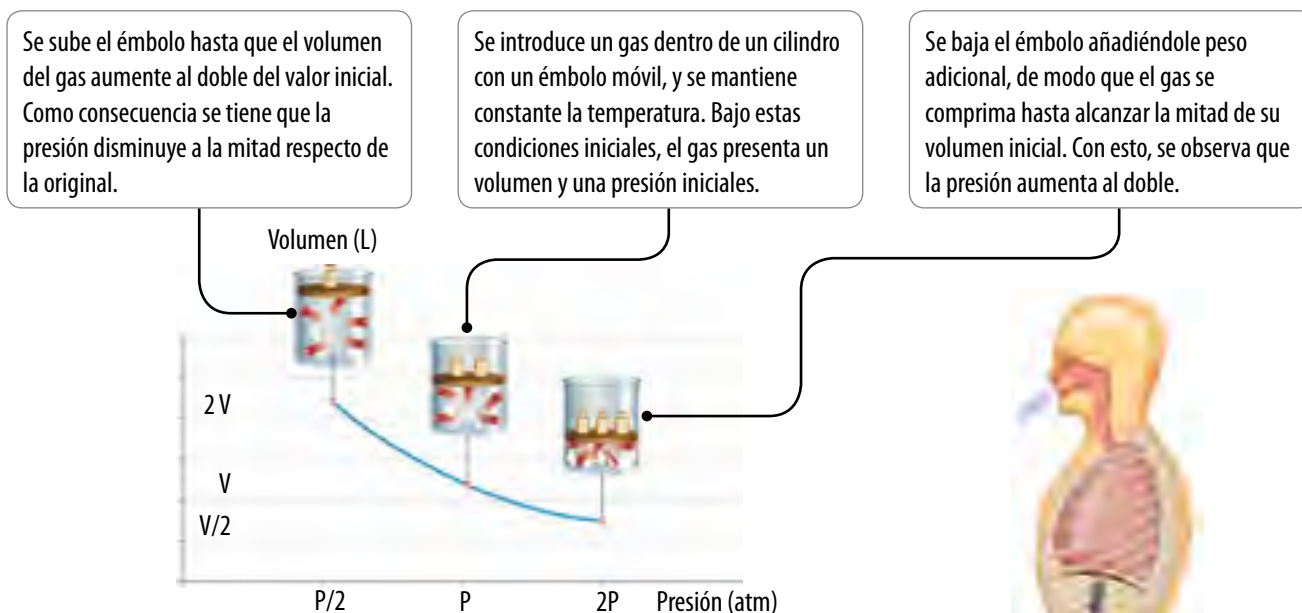 Se sube el émbolo hasta que el volumen
del gas aumente al doble del valor inicial.
Como consecuencia se tiene que la
presión disminuye a la mitad respecto de
la original.
Se introduce un gas dentro de un cilindro
con un émbolo móvil, y se mantiene
constante la temperatura. Bajo estas
condiciones iniciales, el gas presenta un
volumen y una presión iniciales.
Se baja el émbolo añadiéndole peso
adicional, de modo que el gas se
comprima hasta alcanzar la mitad de su
volumen inicial. Con esto, se observa que
la presión aumenta al doble.
Volumen (L)
2 V
V
V/2
P/2 P 2P Presión (atm)